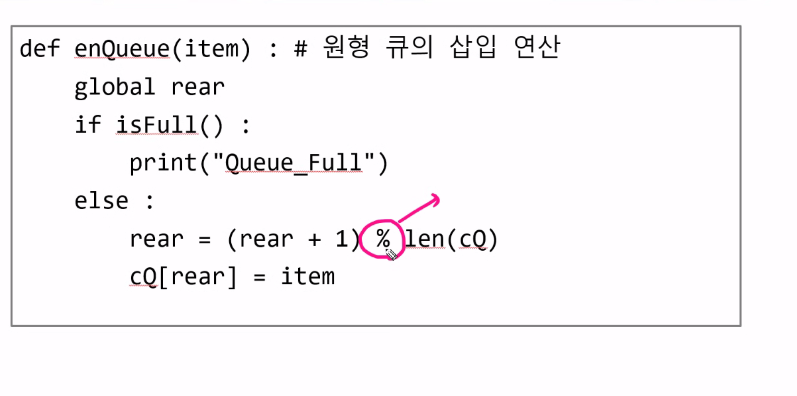 def enQueue(item) : # 원형 큐의 삽입 연산
global rear
if isFull() :
print("Queue_Full")
else :
rear = (rear + 1) % len(cQ)
cQ[rear] = item